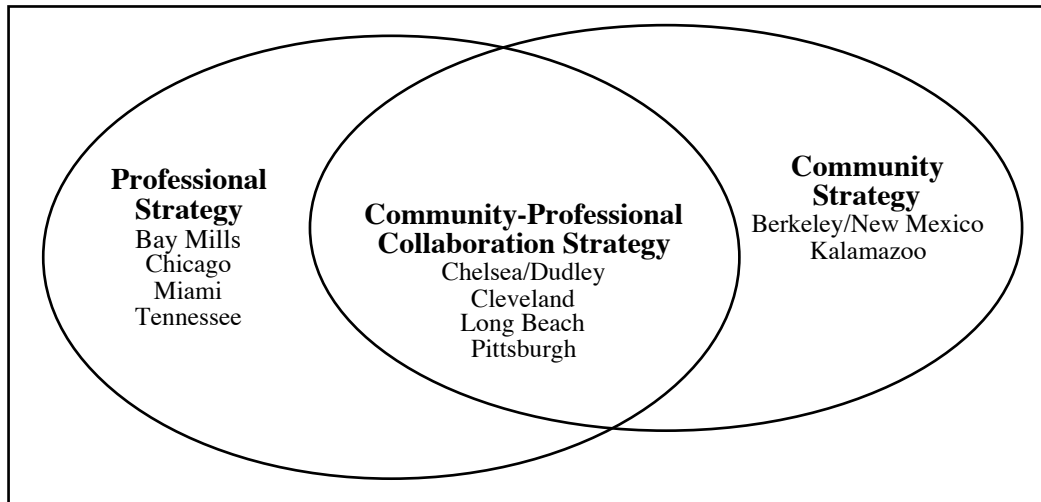 Professional
Strategy
Bay Mills
Chicago
Miami
Tennessee
Community-Professional
Collaboration Strategy
Chelsea/Dudley
Cleveland
Long Beach
Pittsburgh
Community
Strategy
Berkeley/New Mexico
Kalamazoo